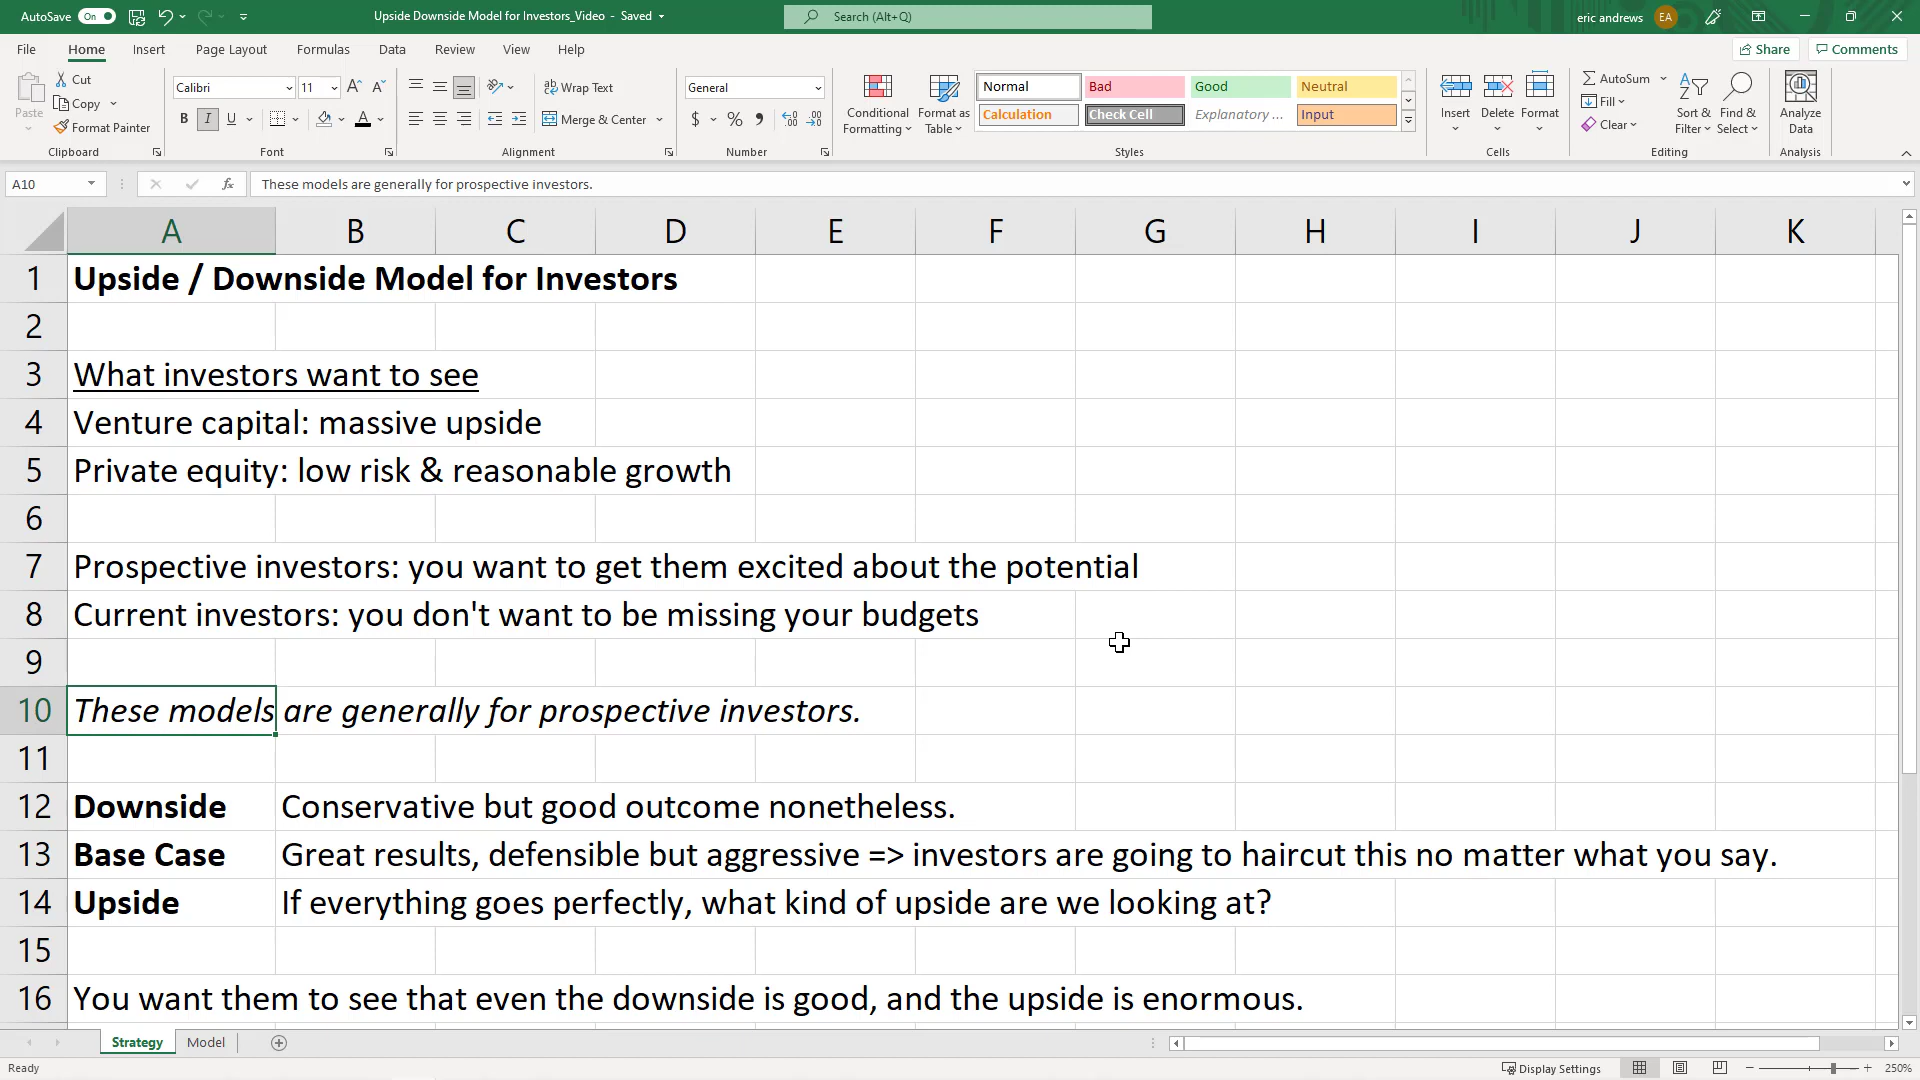 AutoSave On Upside Downside Model for Investors_Video - Saved Search (Alt+Q) eric andrews EA
File Home Insert Page Layout Formulas Data Review View Help Share Comments
Paste Cut Copy Format Painter Clipboard
Calibri 11 B I U A Font
Wrap Text Merge & Center Alignment
General $ % Number
Conditional Formatting Format as Table
Normal Bad Good Neutral
Calculation Check Cell Explanatory ... Input
Styles
Insert Delete Format Cells
AutoSum Fill Clear Sort & Filter Find & Select Editing
Analyze Data Analysis
A10 fx These models are generally for prospective investors.
A B C D E F G H I J K
1 Upside / Downside Model for Investors
2
3 What investors want to see
4 Venture capital: massive upside
5 Private equity: low risk & reasonable growth
6
7 Prospective investors: you want to get them excited about the potential
8 Current investors: you don't want to be missing your budgets
9
10 These models are generally for prospective investors.
11
12 Downside Conservative but good outcome nonetheless.
13 Base Case Great results, defensible but aggressive => investors are going to haircut this no matter what you say.
14 Upside If everything goes perfectly, what kind of upside are we looking at?
15
16 You want them to see that even the downside is good, and the upside is enormous.
Strategy Model
Ready Display Settings 250%